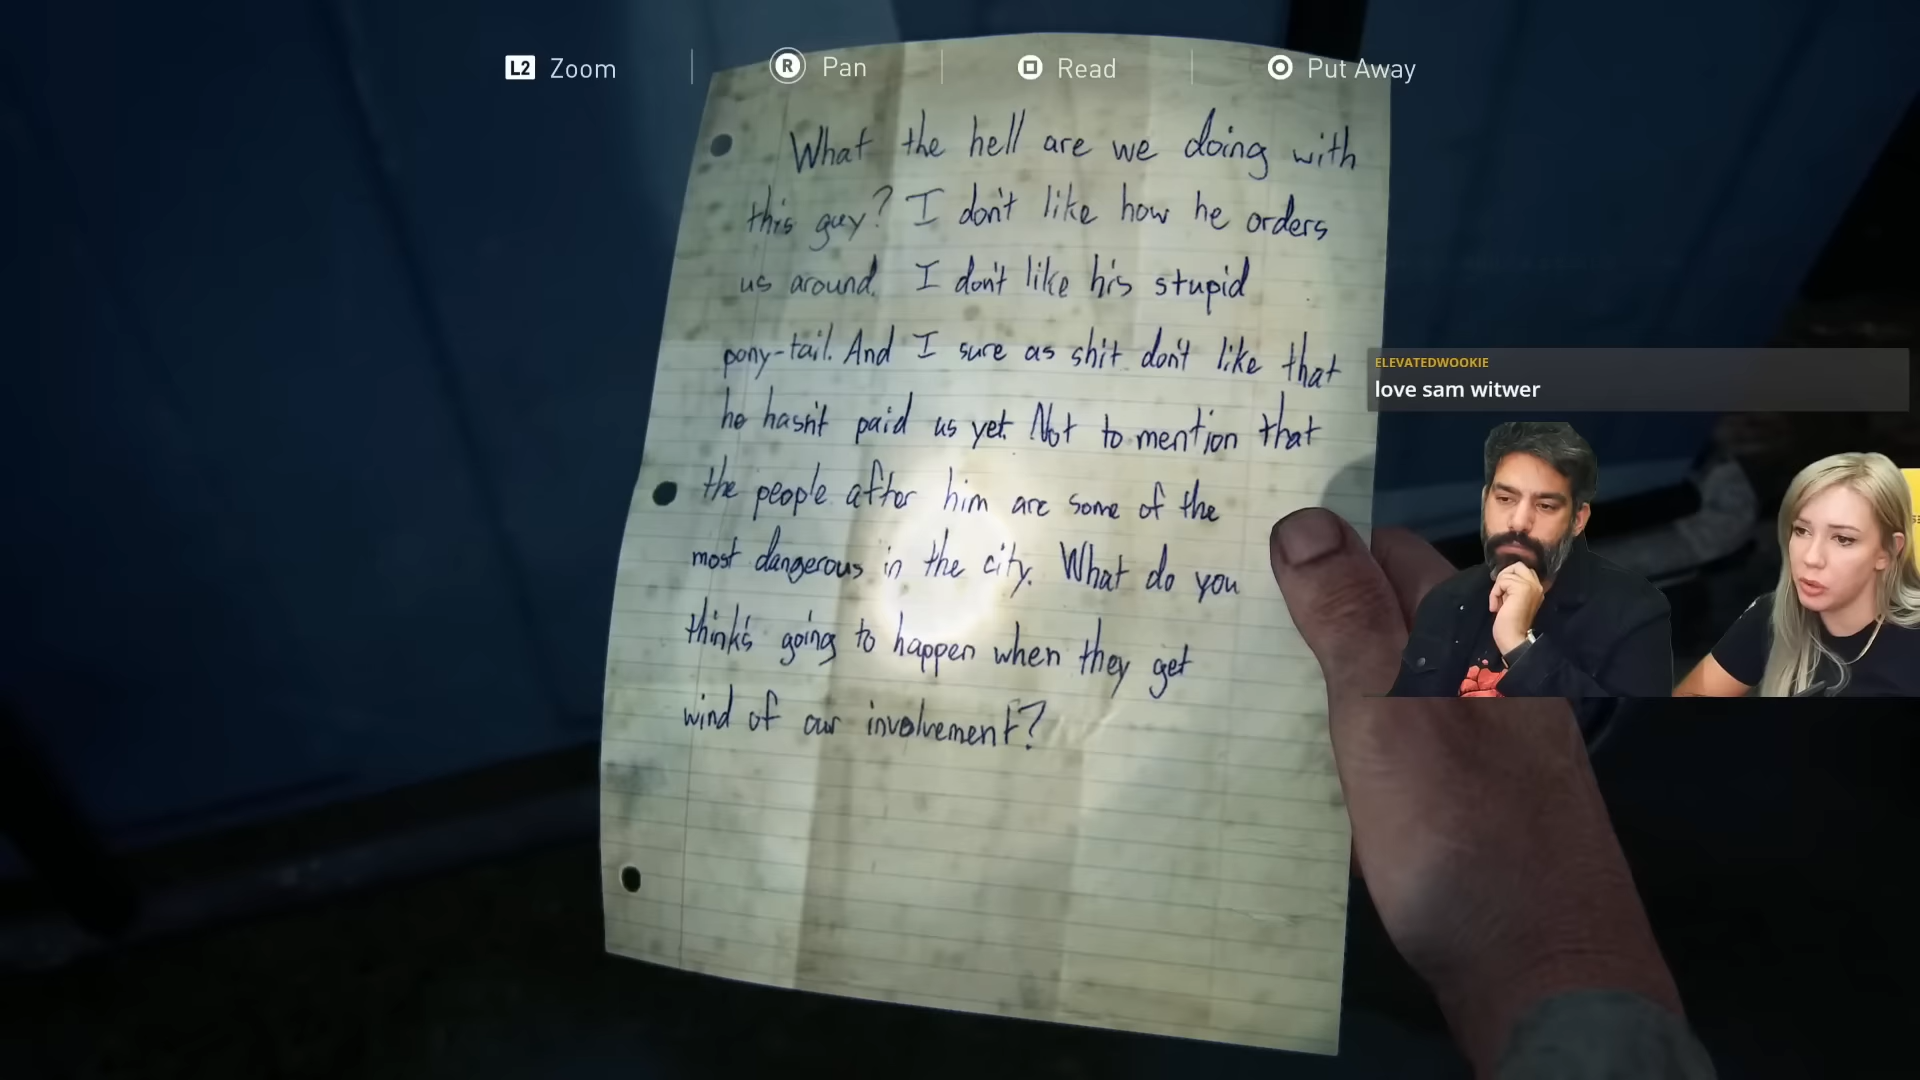 L2 Zoom R Pan Read Put Away
What the hell are we doing with
this guy? I don't like how he orders
us around. I don't like his stupid
pony-tail. And I sure as shit don't like that
he hasn't paid us yet. Not to mention that
the people after him are some of the
most dangerous in the city. What do you
think's going to happen when they get
wind of our involvement?
ELEVATEDWOOKIE
love sam witwer